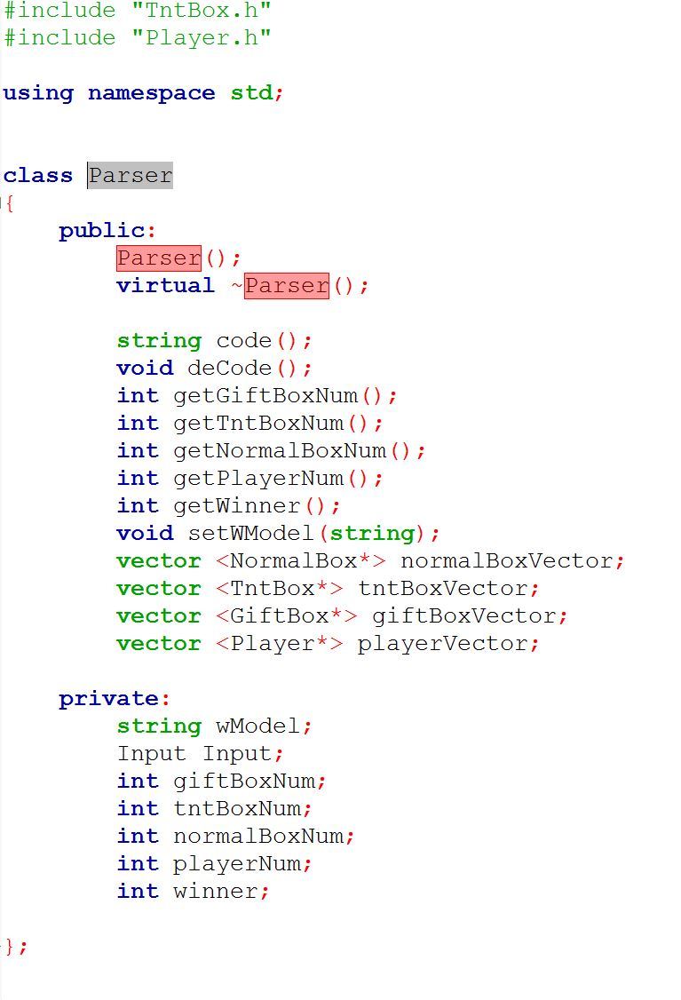 #include "TntBox.h"
#include "Player.h"
using namespace std;
class Parser
{
public:
Parser();
virtual ~Parser();
string code();
void deCode();
int getGiftBoxNum();
int getTntBoxNum();
int getNormalBoxNum();
int getPlayerNum();
int getWinner();
void setWModel(string);
vector <NormalBox*> normalBoxVector;
vector <TntBox*> tntBoxVector;
vector <GiftBox*> giftBoxVector;
vector <Player*> playerVector;
private:
string wModel;
Input Input;
int giftBoxNum;
int tntBoxNum;
int normalBoxNum;
int playerNum;
int winner;
};